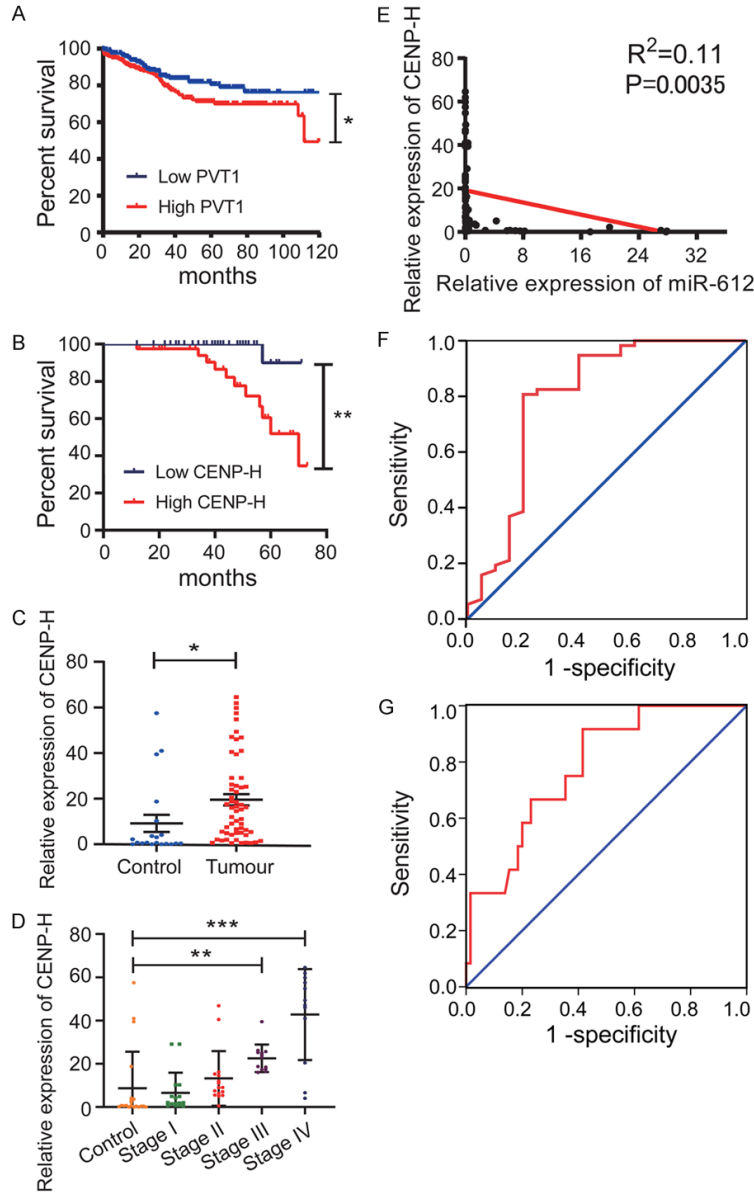 A
Percent survival
100
80
60
40
20
0
Low PVT1
High PVT1
*
0 20 40 60 80 100 120
months
B
Percent survival
100
80
60
40
20
0
Low CENP-H
High CENP-H
**
0 20 40 60 80
months
C
Relative expression of CENP-H
80
60
40
20
0
*
Control Tumour
D
Relative expression of CENP-H
80
60
40
20
0
***
**
Control Stage I Stage II Stage III Stage IV
E
Relative expression of CENP-H
80
60
40
20
0
R²=0.11
P=0.0035
0 8 16 24 32
Relative expression of miR-612
F
Sensitivity
1.0
0.8
0.6
0.4
0.2
0.0
0.0 0.2 0.4 0.6 0.8 1.0
1 -specificity
G
Sensitivity
1.0
0.8
0.6
0.4
0.2
0.0
0.0 0.2 0.4 0.6 0.8 1.0
1 -specificity